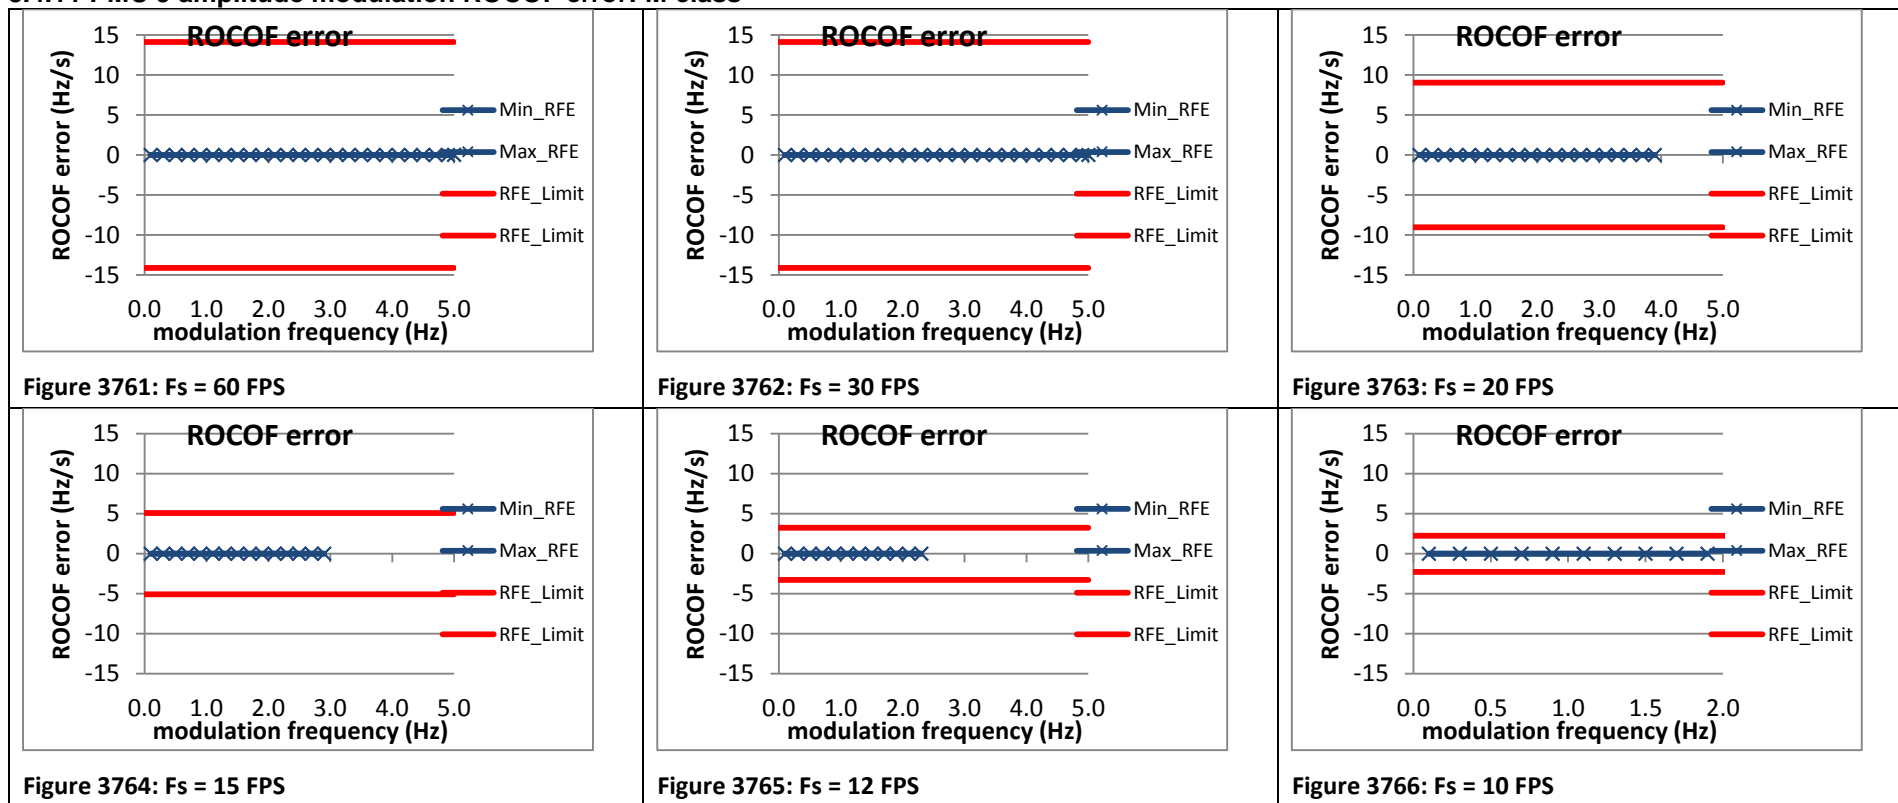 ROCOF error
ROCOF error (Hz/s)
15
10
5
0
-5
-10
-15
Min_RFE
Max_RFE
RFE_Limit
RFE_Limit
0.0 1.0 2.0 3.0 4.0 5.0
modulation frequency (Hz)
Figure 3761: Fs = 60 FPS
ROCOF error
ROCOF error (Hz/s)
15
10
5
0
-5
-10
-15
Min_RFE
Max_RFE
RFE_Limit
RFE_Limit
0.0 1.0 2.0 3.0 4.0 5.0
modulation frequency (Hz)
Figure 3762: Fs = 30 FPS
ROCOF error
ROCOF error (Hz/s)
15
10
5
0
-5
-10
-15
Min_RFE
Max_RFE
RFE_Limit
RFE_Limit
0.0 1.0 2.0 3.0 4.0 5.0
modulation frequency (Hz)
Figure 3763: Fs = 20 FPS
ROCOF error
ROCOF error (Hz/s)
15
10
5
0
-5
-10
-15
Min_RFE
Max_RFE
RFE_Limit
RFE_Limit
0.0 1.0 2.0 3.0 4.0 5.0
modulation frequency (Hz)
Figure 3764: Fs = 15 FPS
ROCOF error
ROCOF error (Hz/s)
15
10
5
0
-5
-10
-15
Min_RFE
Max_RFE
RFE_Limit
RFE_Limit
0.0 1.0 2.0 3.0 4.0 5.0
modulation frequency (Hz)
Figure 3765: Fs = 12 FPS
ROCOF error
ROCOF error (Hz/s)
15
10
5
0
-5
-10
-15
Min_RFE
Max_RFE
RFE_Limit
RFE_Limit
0.0 0.5 1.0 1.5 2.0
modulation frequency (Hz)
Figure 3766: Fs = 10 FPS